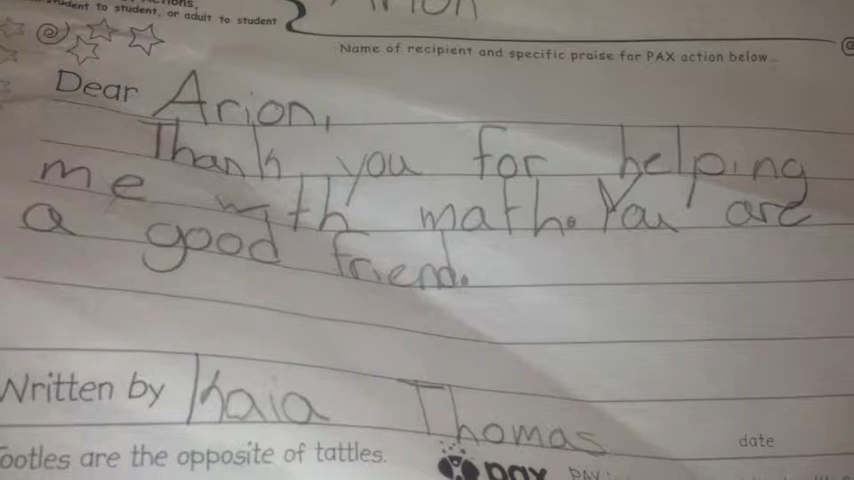 student to student, or adult to student
Arion
Name of recipient and specific praise for PAX action below
Dear Arion,
Thank you for helping
me with math. You are
a good friend.
Written by Khaia Thomas
date
ootles are the opposite of tattles.
PAX